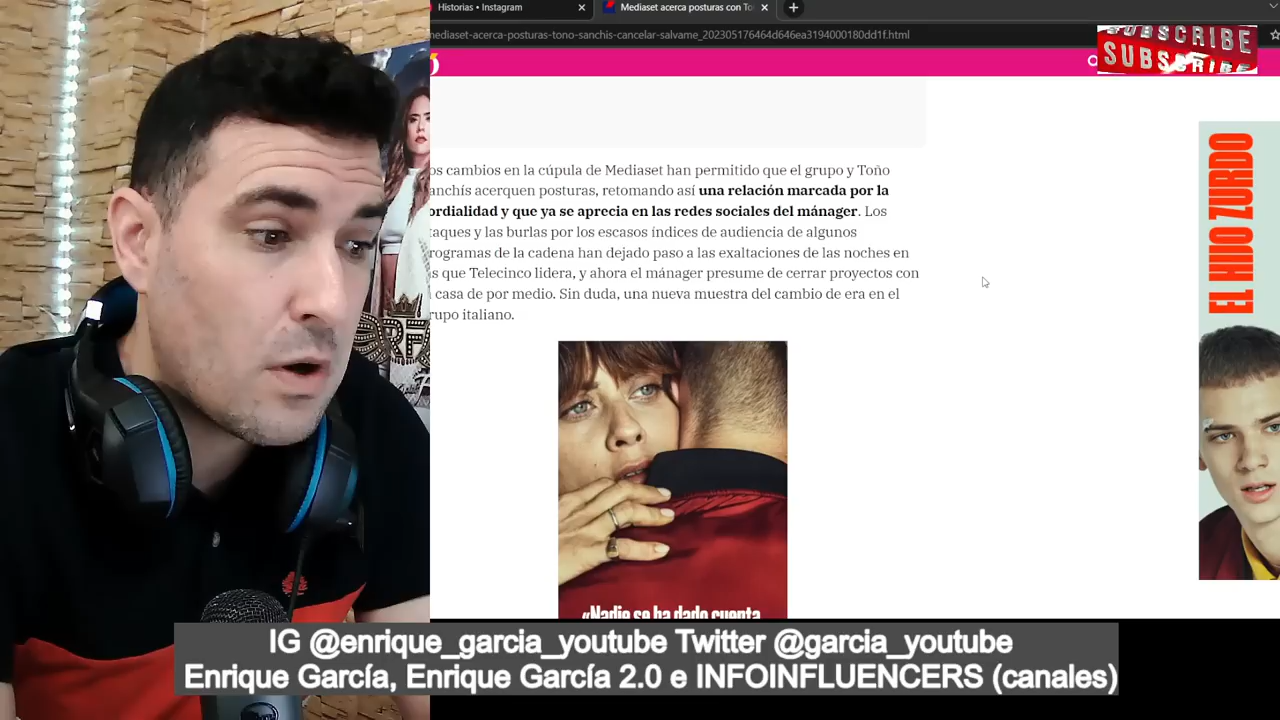 Historias • Instagram
Mediaset acerca posturas con To
mediaset-acerca-posturas-tono-sanchis-cancelar-salvame_202305176464d646ea3194000180dd1f.html
SUBSCRIBE
SUBSCRIBE
os cambios en la cúpula de Mediaset han permitido que el grupo y Toño
anchís acerquen posturas, retomando así una relación marcada por la
ordialidad y que ya se aprecia en las redes sociales del mánager. Los
taques y las burlas por los escasos índices de audiencia de algunos
rogramas de la cadena han dejado paso a las exaltaciones de las noches en
s que Telecinco lidera, y ahora el mánager presume de cerrar proyectos con
casa de por medio. Sin duda, una nueva muestra del cambio de era en el
rupo italiano.
EL HIJO ZURDO
«Nadie se ha dado cuenta
IG @enrique_garcia_youtube Twitter @garcia_youtube
Enrique García, Enrique García 2.0 e INFOINFLUENCERS (canales)